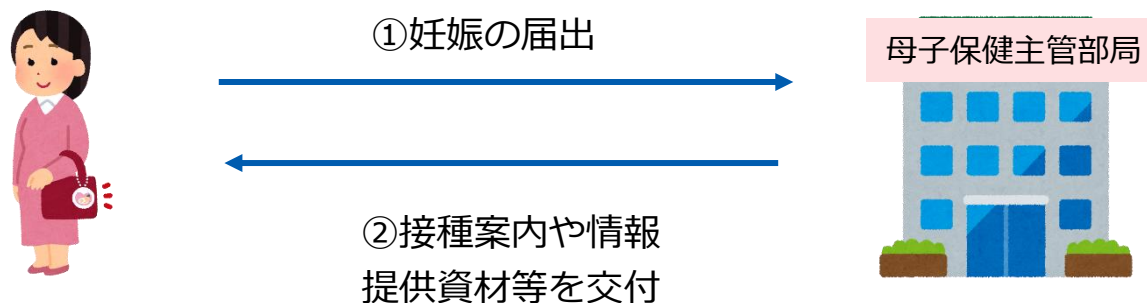 ①妊娠の届出
母子保健主管部局
②接種案内や情報
提供資材等を交付